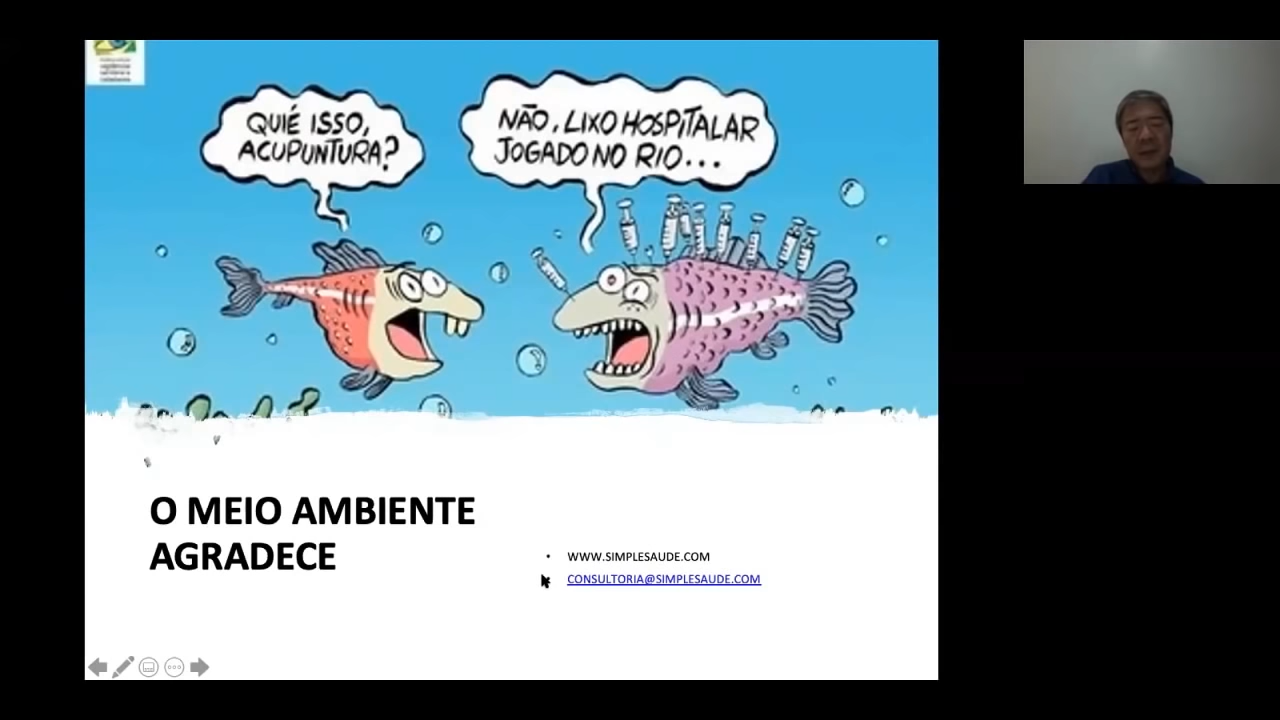 QUIÉ ISSO,
ACUPUNTURA?
NÃO, LIXO HOSPITALAR
JOGADO NO RIO...
O MEIO AMBIENTE
AGRADECE
• WWW.SIMPLESAUDE.COM
CONSULTORIA@SIMPLESAUDE.COM